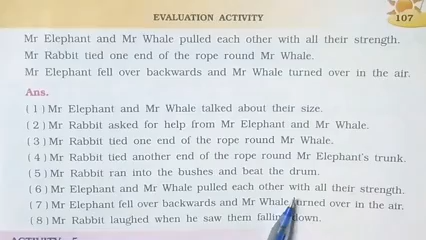 EVALUATION ACTIVITY
107
Mr Elephant and Mr Whale pulled each other with all their strength.
Mr Rabbit tied one end of the rope round Mr Whale.
Mr Elephant fell over backwards and Mr Whale turned over in the air.
Ans.
(1) Mr Elephant and Mr Whale talked about their size.
(2) Mr Rabbit asked for help from Mr Elephant and Mr Whale.
(3) Mr Rabbit tied one end of the rope round Mr Whale.
(4) Mr Rabbit tied another end of the rope round Mr Elephant's trunk.
(5) Mr Rabbit ran into the bushes and beat the drum.
(6) Mr Elephant and Mr Whale pulled each other with all their strength.
(7) Mr Elephant fell over backwards and Mr Whale turned over in the air.
(8) Mr Rabbit laughed when he saw them falling down.
ACTIVITY - 5